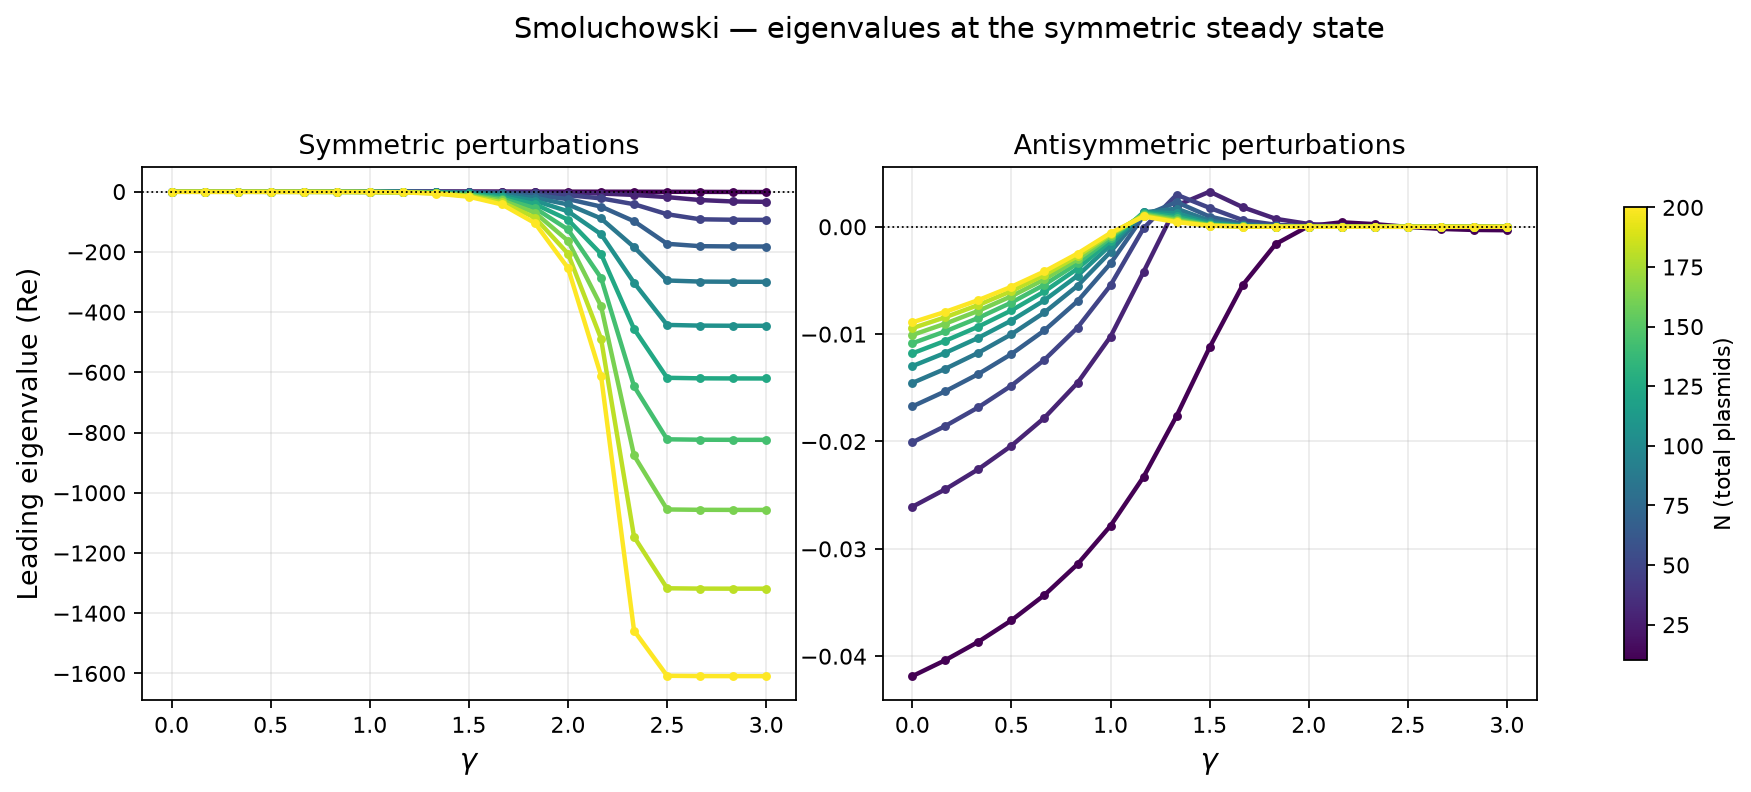 Smoluchowski — eigenvalues at the symmetric steady state
Symmetric perturbations
Leading eigenvalue (Re)
0
−200
−400
−600
−800
−1000
−1200
−1400
−1600
0.0 0.5 1.0 1.5 2.0 2.5 3.0
γ
Antisymmetric perturbations
0.00
−0.01
−0.02
−0.03
−0.04
0.0 0.5 1.0 1.5 2.0 2.5 3.0
γ
200
175
150
125
100
75
50
25
N (total plasmids)